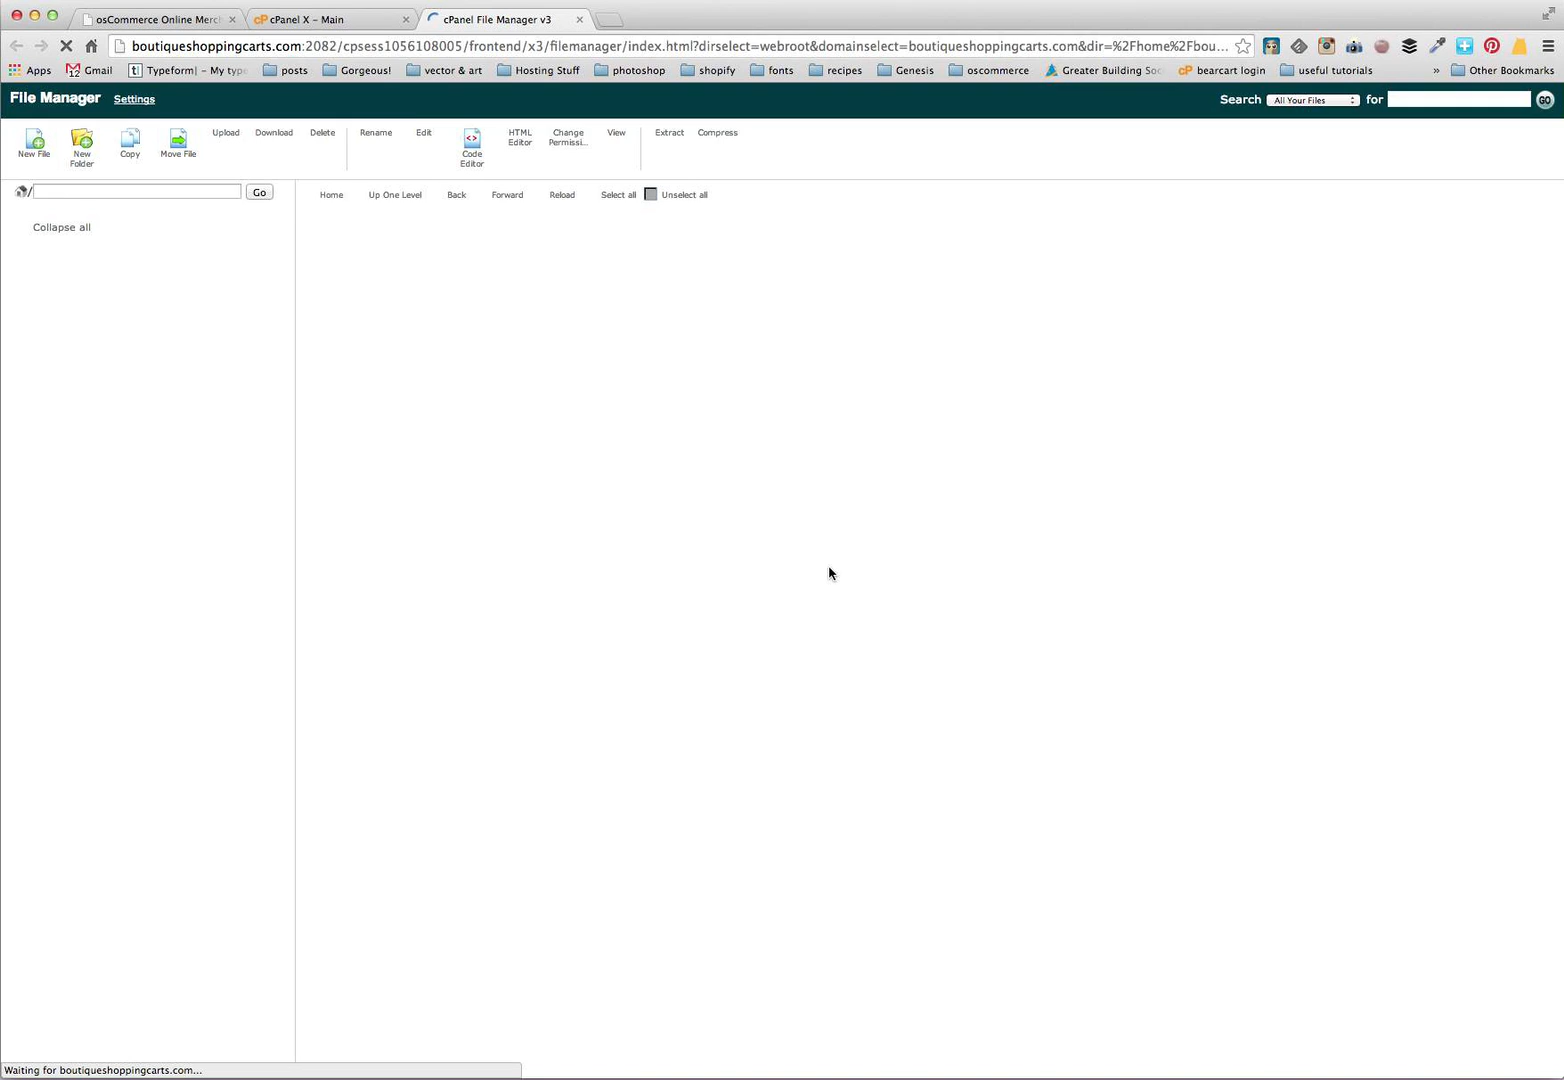 osCommerce Online Merch
cP cPanel X - Main
cPanel File Manager v3
boutiqueshoppingcarts.com:2082/cpsess1056108005/frontend/x3/filemanager/index.html?dirselect=webroot&domainselect=boutiqueshoppingcarts.com&dir=%2Fhome%2Fbou...
Apps 12 Gmail t| Typeform| - My type posts Gorgeous! vector & art Hosting Stuff photoshop shopify fonts recipes Genesis oscommerce Greater Building Soc cP bearcart login useful tutorials » Other Bookmarks
File Manager Settings Search All Your Files for GO
New File
New Folder
Copy
Move File
Upload
Download
Delete
Rename
Edit
Code Editor
HTML Editor
Change Permissi...
View
Extract
Compress
/ Go
Home Up One Level Back Forward Reload Select all Unselect all
Collapse all
Waiting for boutiqueshoppingcarts.com...